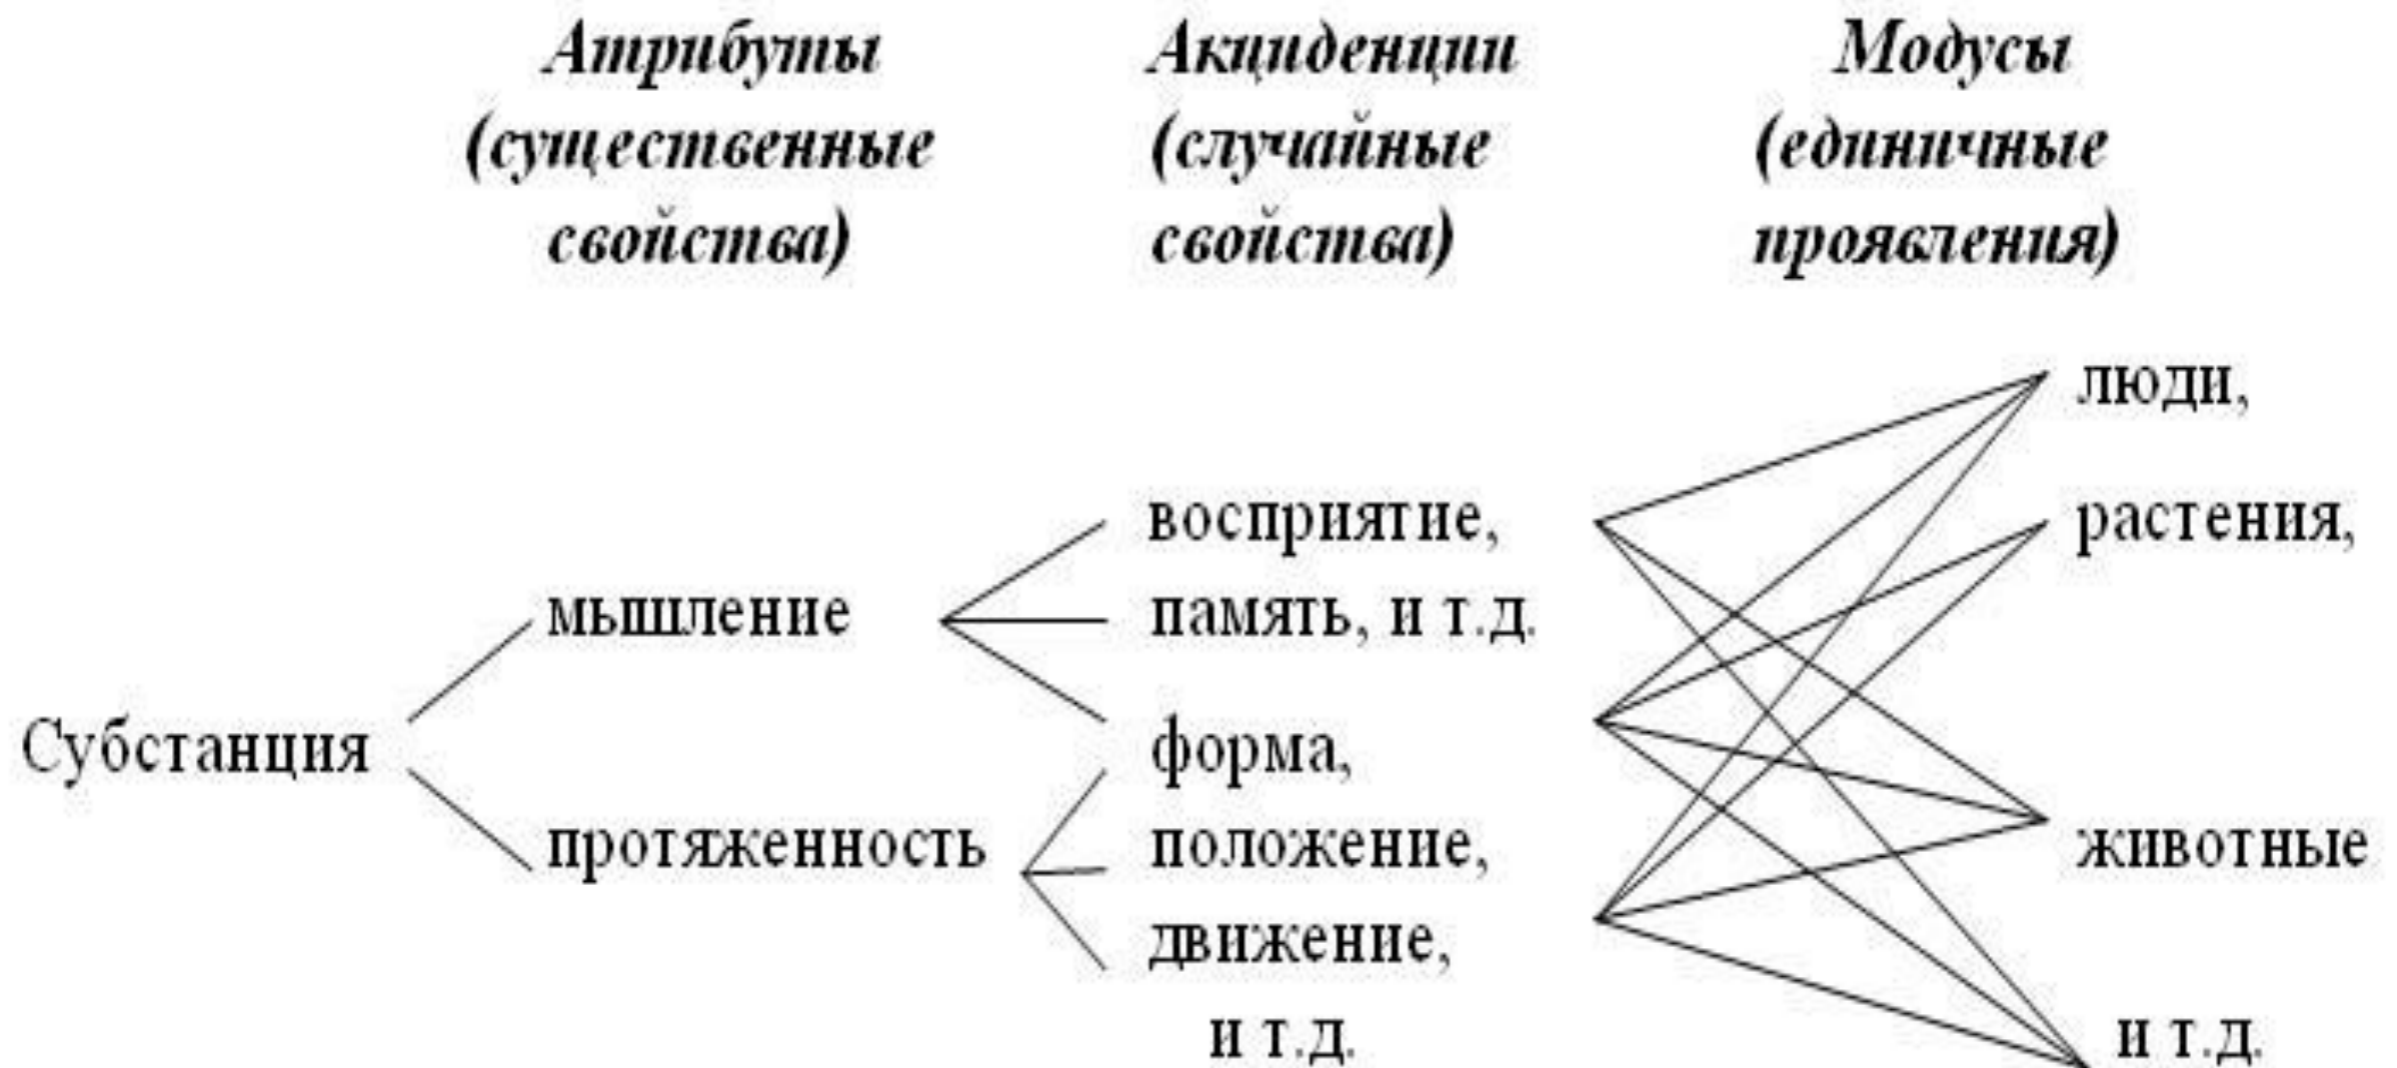 Атрибуты
(существенные
свойства)
Акциденции
(случайные
свойства)
Модусы
(единичные
проявления)
Субстанция
мышление
протяженность
восприятие,
память, и т.д.
форма,
положение,
движение,
и т.д.
люди,
растения,
животные
и т.д.